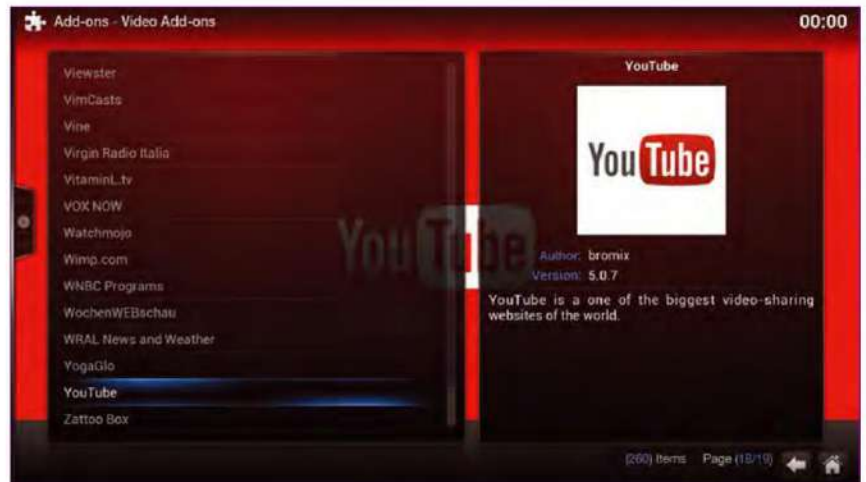 Add-ons - Video Add-ons
00:00
Viewster
VimCasts
Vine
Virgin Radio Italia
VitaminL.tv
VOX NOW
Watchmojo
Wimp.com
WNBC Programs
WochenWEBschau
WRAL News and Weather
YogaGlo
YouTube
Zattoo Box
YouTube
YouTube
You Tube
Author: bromix
Version: 5.0.7
YouTube is a one of the biggest video-sharing
websites of the world.
(260) Items Page (18/19)